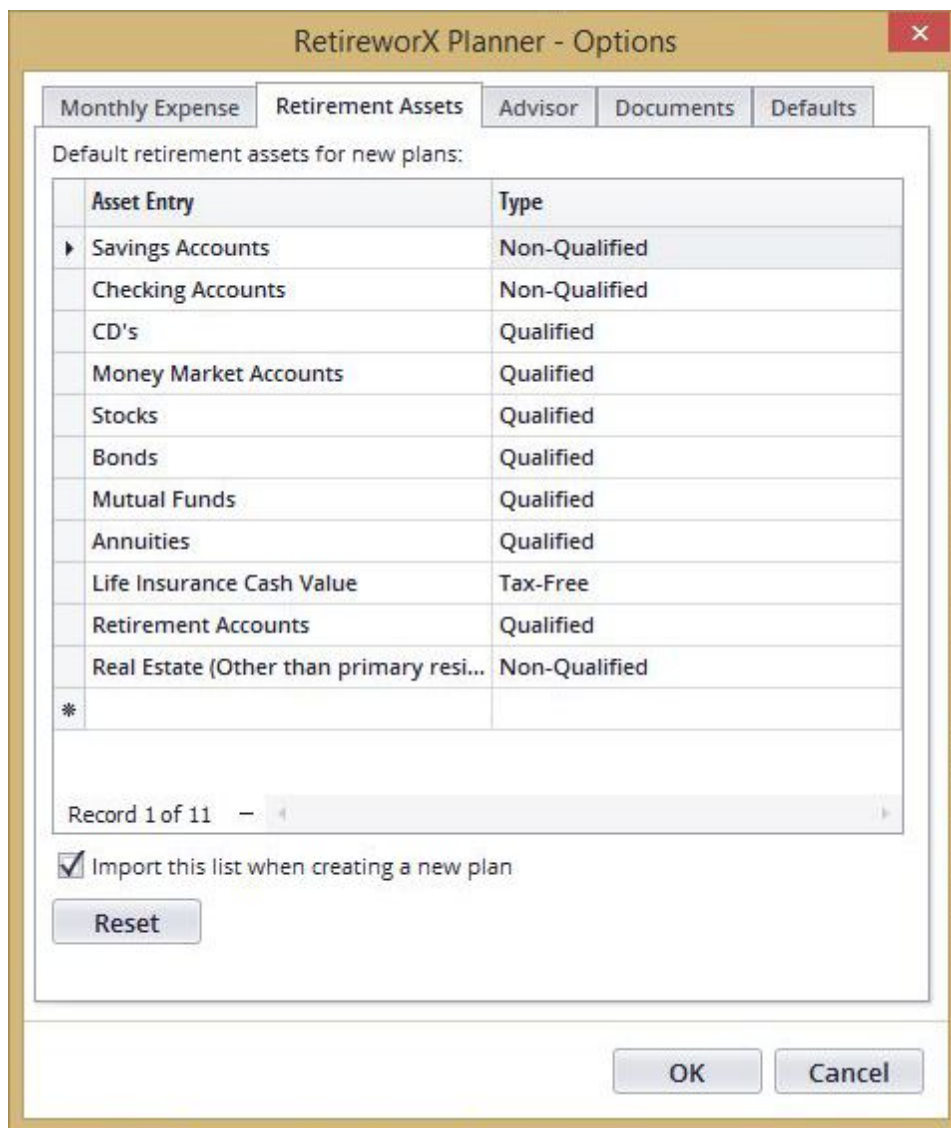 RetireworX Planner - Options
Monthly Expense Retirement Assets Advisor Documents Defaults
Default retirement assets for new plans:
Asset Entry Type
Savings Accounts Non-Qualified
Checking Accounts Non-Qualified
CD's Qualified
Money Market Accounts Qualified
Stocks Qualified
Bonds Qualified
Mutual Funds Qualified
Annuities Qualified
Life Insurance Cash Value Tax-Free
Retirement Accounts Qualified
Real Estate (Other than primary resi... Non-Qualified
Record 1 of 11
Import this list when creating a new plan
Reset
OK Cancel